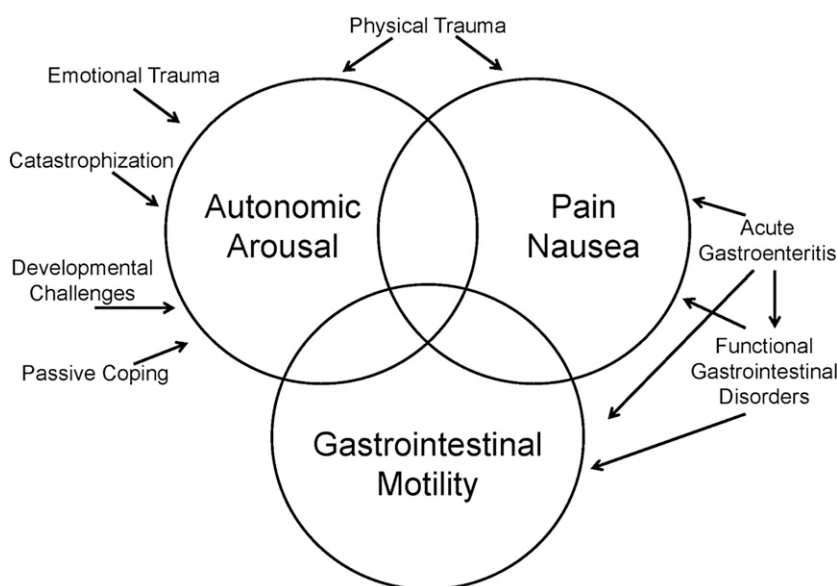 Physical Trauma
Emotional Trauma
Catastrophization
Autonomic
Arousal
Pain
Nausea
Acute
Gastroenteritis
Developmental
Challenges
Passive Coping
Functional
Gastrointestinal
Disorders
Gastrointestinal
Motility